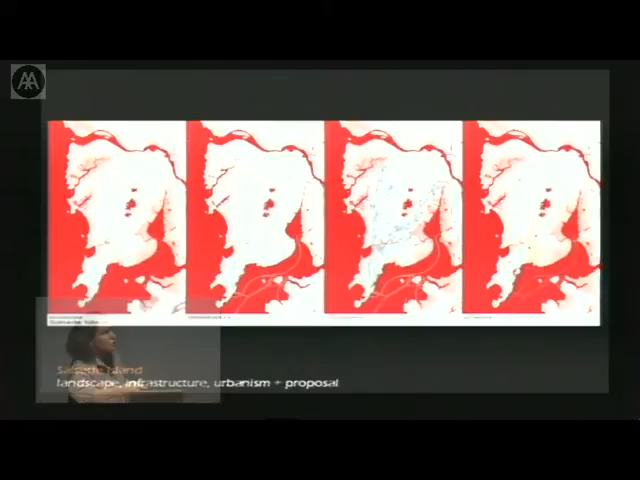 AA
Salsette Island
landscape, infrastructure, urbanism + proposal